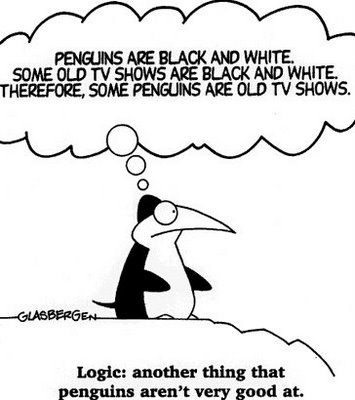 PENGUINS ARE BLACK AND WHITE.
SOME OLD TV SHOWS ARE BLACK AND WHITE.
THEREFORE, SOME PENGUINS ARE OLD TV SHOWS.
GLASBERGEN
Logic: another thing that
penguins aren't very good at.